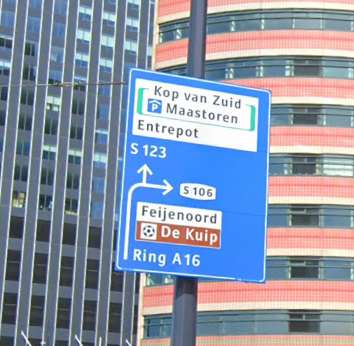 Kop van Zuid
P Maastoren
Entrepot
S 123
S 106
Feijenoord
De Kuip
Ring A16